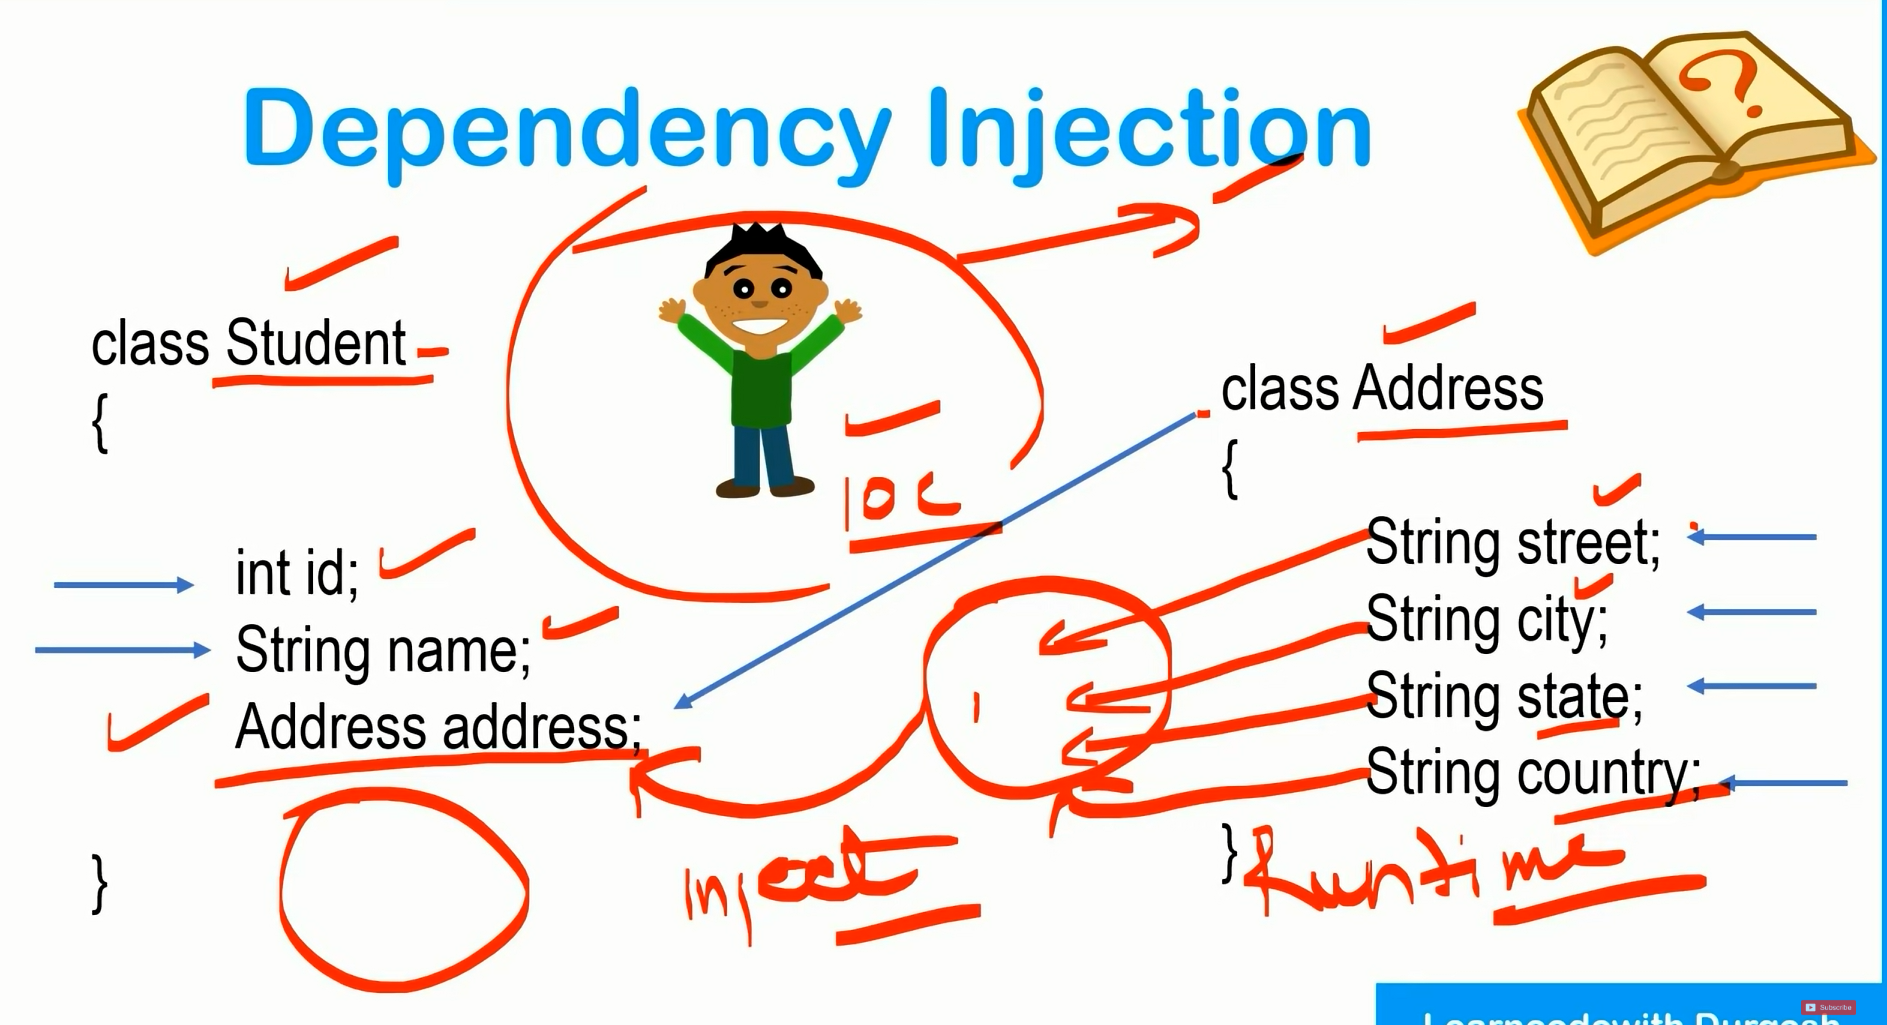 Dependency Injection
class Student
{
int id;
String name;
Address address;
}
IOC
class Address
{
String street;
String city;
String state;
String country;
}
Inject
Runtime
Learncodewith Durgesh
Subscribe